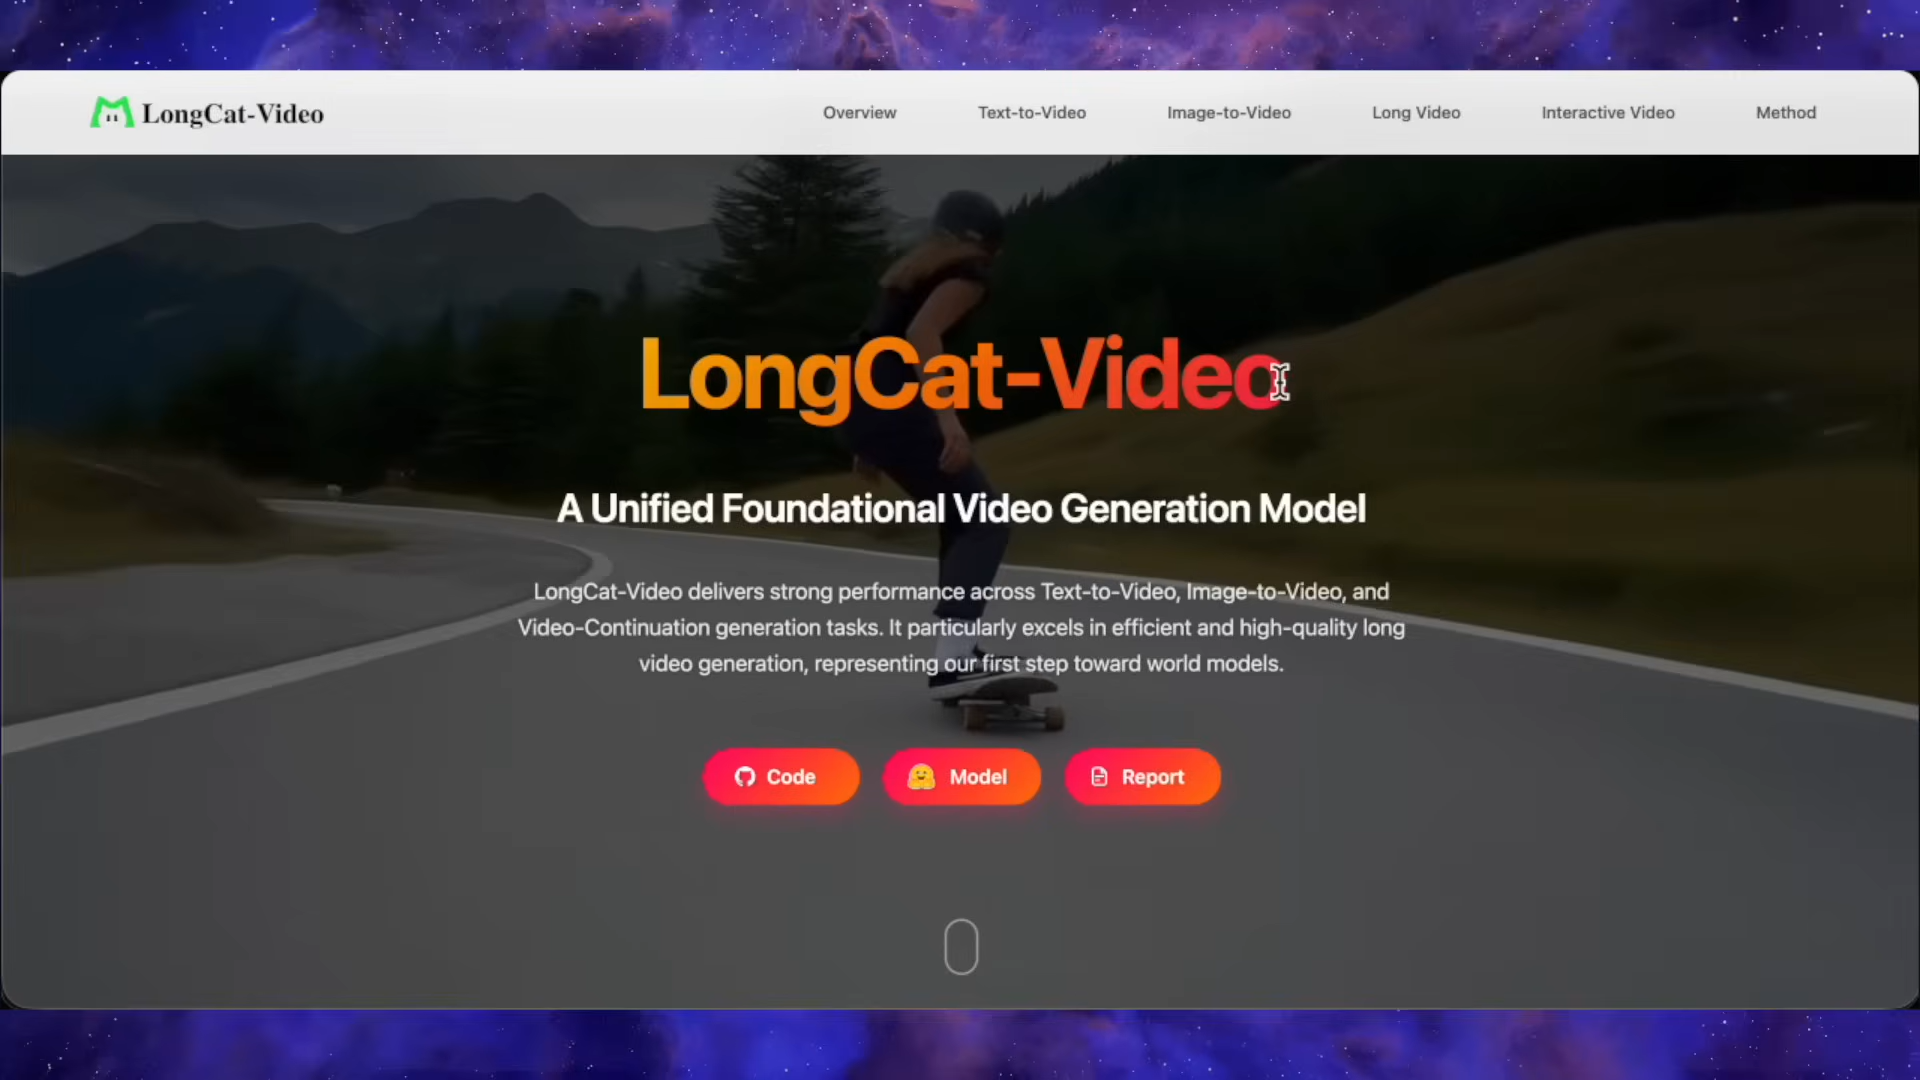 LongCat-Video
Overview
Text-to-Video
Image-to-Video
Long Video
Interactive Video
Method
LongCat-Video
A Unified Foundational Video Generation Model
LongCat-Video delivers strong performance across Text-to-Video, Image-to-Video, and
Video-Continuation generation tasks. It particularly excels in efficient and high-quality long
video generation, representing our first step toward world models.
Code
Model
Report